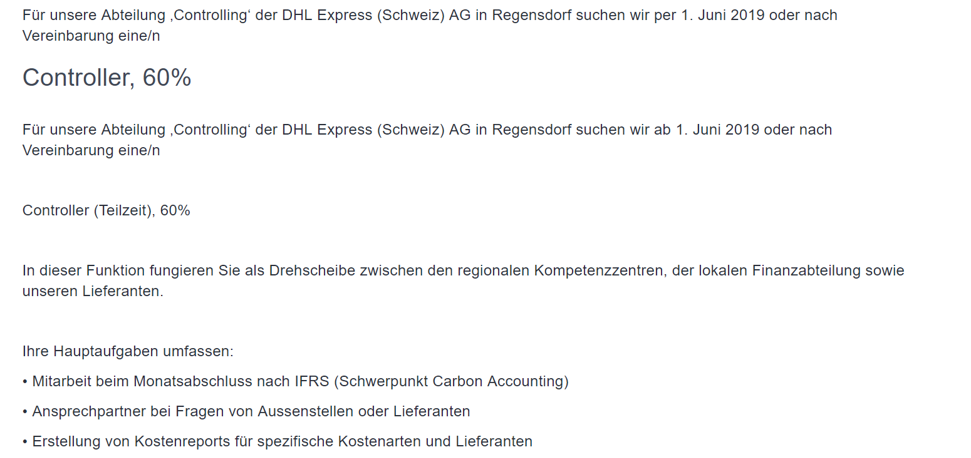 Für unsere Abteilung ‚Controlling‘ der DHL Express (Schweiz) AG in Regensdorf suchen wir per 1. Juni 2019 oder nach
Vereinbarung eine/n
Controller, 60%
Für unsere Abteilung ‚Controlling‘ der DHL Express (Schweiz) AG in Regensdorf suchen wir ab 1. Juni 2019 oder nach
Vereinbarung eine/n
Controller (Teilzeit), 60%
In dieser Funktion fungieren Sie als Drehscheibe zwischen den regionalen Kompetenzzentren, der lokalen Finanzabteilung sowie
unseren Lieferanten.
Ihre Hauptaufgaben umfassen:
• Mitarbeit beim Monatsabschluss nach IFRS (Schwerpunkt Carbon Accounting)
• Ansprechpartner bei Fragen von Aussenstellen oder Lieferanten
• Erstellung von Kostenreports für spezifische Kostenarten und Lieferanten